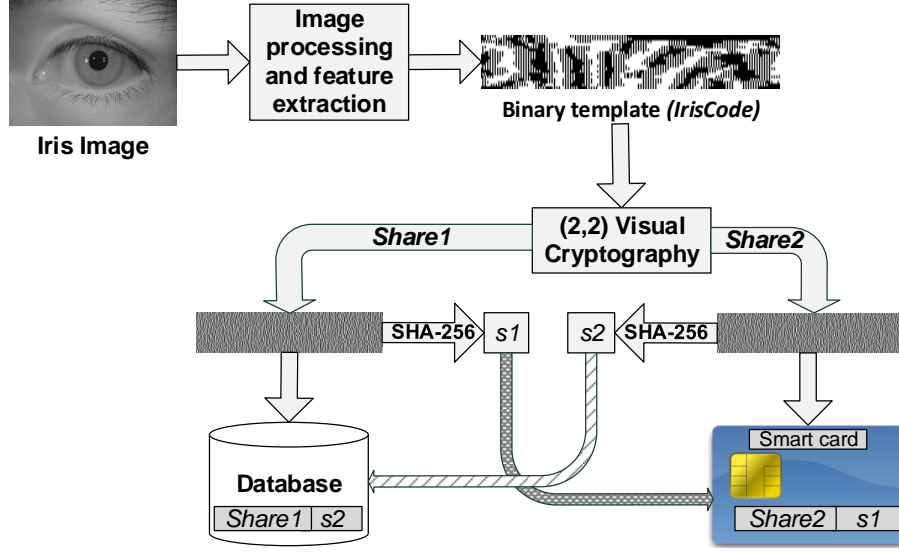 Image
processing
and feature
extraction
Iris Image
Binary template (IrisCode)
(2,2) Visual
Cryptography
Share1
Share2
SHA-256
s1
s2
SHA-256
Smart card
Database
Share1 s2
Share2 s1